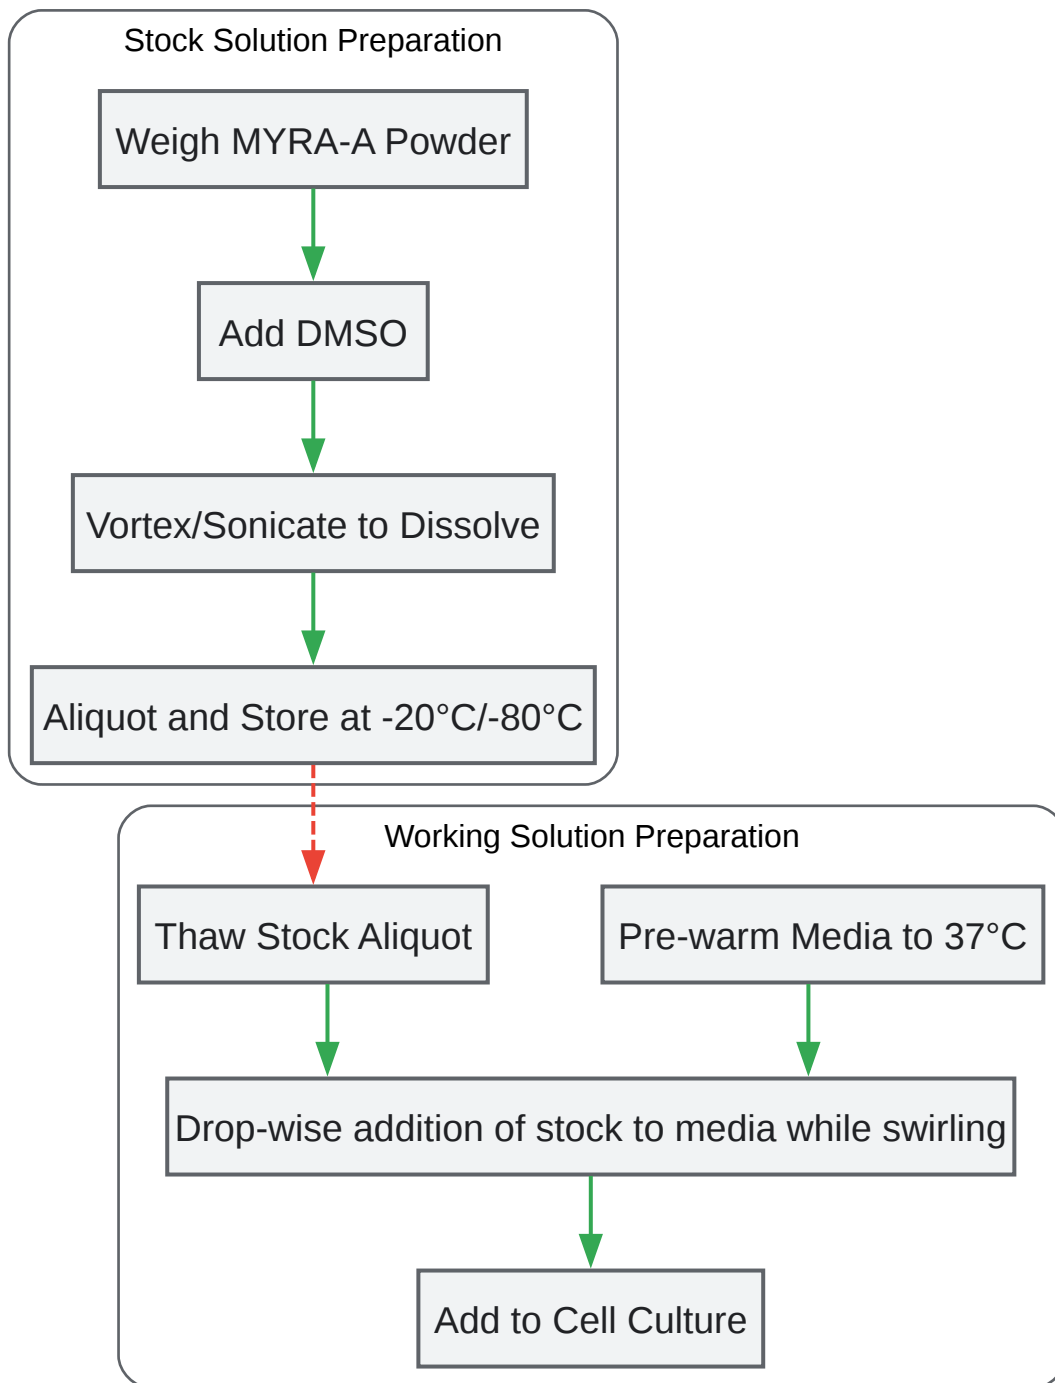 Stock Solution Preparation
Weigh MYRA-A Powder
Add DMSO
Vortex/Sonicate to Dissolve
Aliquot and Store at -20°C/-80°C
Working Solution Preparation
Thaw Stock Aliquot
Pre-warm Media to 37°C
Drop-wise addition of stock to media while swirling
Add to Cell Culture